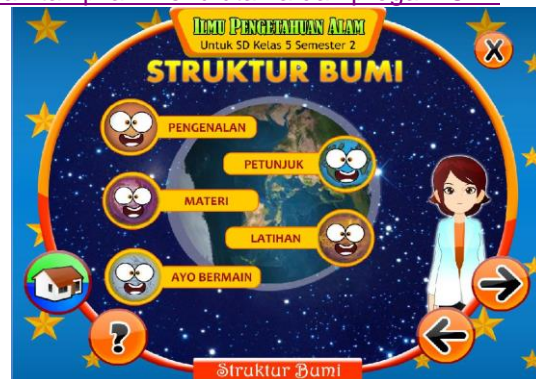 ILMU PENGETAHUAN ALAM
Untuk SD Kelas 5 Semester 2
STRUKTUR BUMI
X
PENGENALAN
PETUNJUK
MATERI
LATIHAN
AYO BERMAIN
?
Struktur Bumi